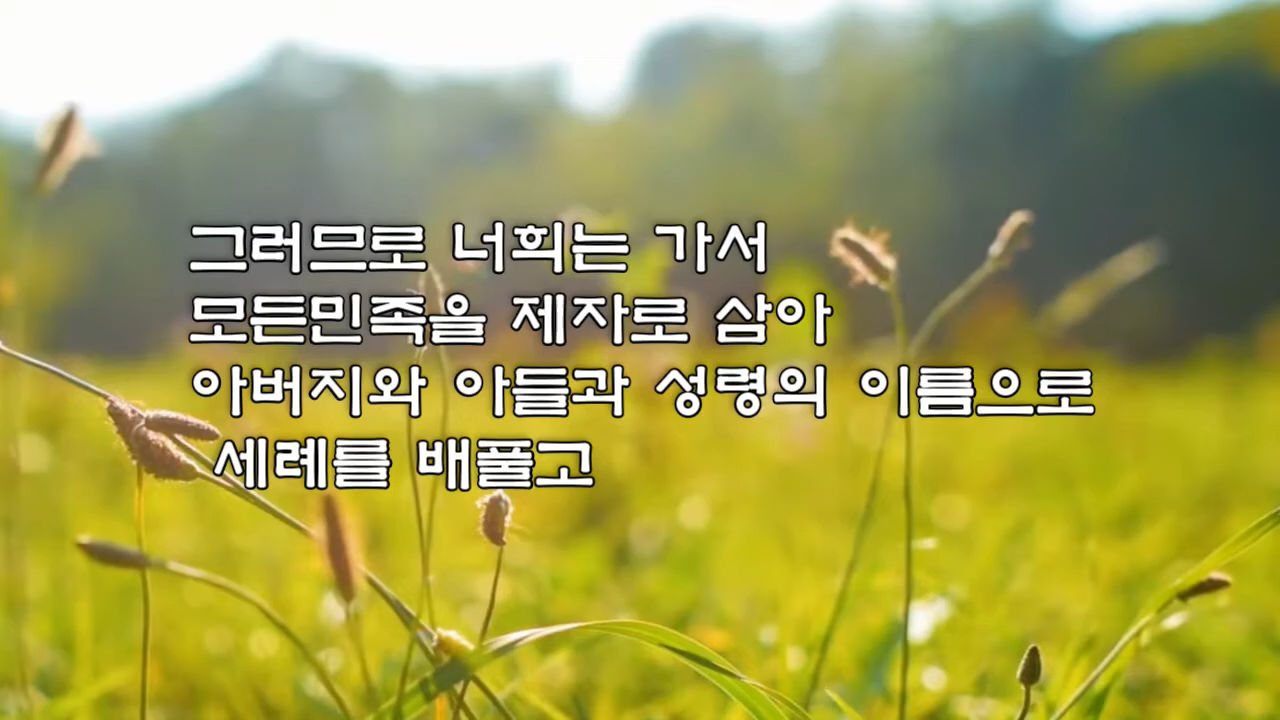 그러므로 너희는 가서
모든민족을 제자로 삼아
아버지와 아들과 성령의 이름으로
세례를 배풀고